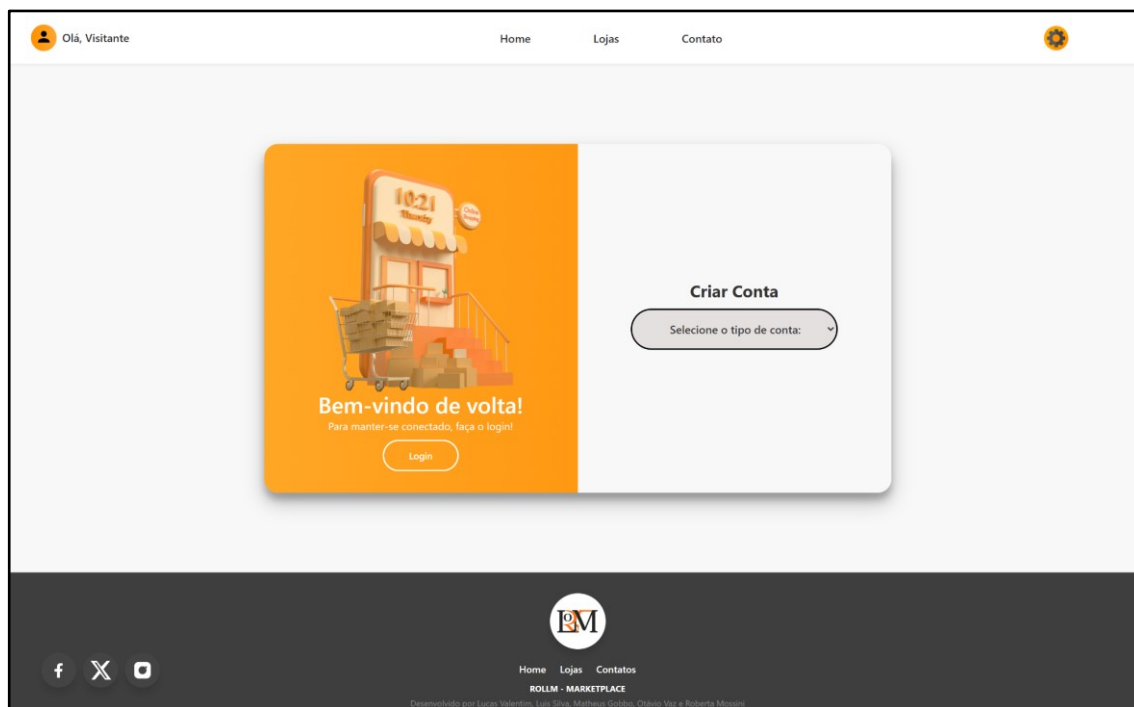 Olá, Visitante
Home Lojas Contato
10:21
Thursday
Online
Bem-vindo de volta!
Para manter-se conectado, faça o login!
Login
Criar Conta
Selecione o tipo de conta:
Home Lojas Contatos
ROLLM - MARKETPLACE
Desenvolvido por Lucas Valentim, Luis Silva, Matheus Gobbo, Otávio Vaz e Roberta Mossini